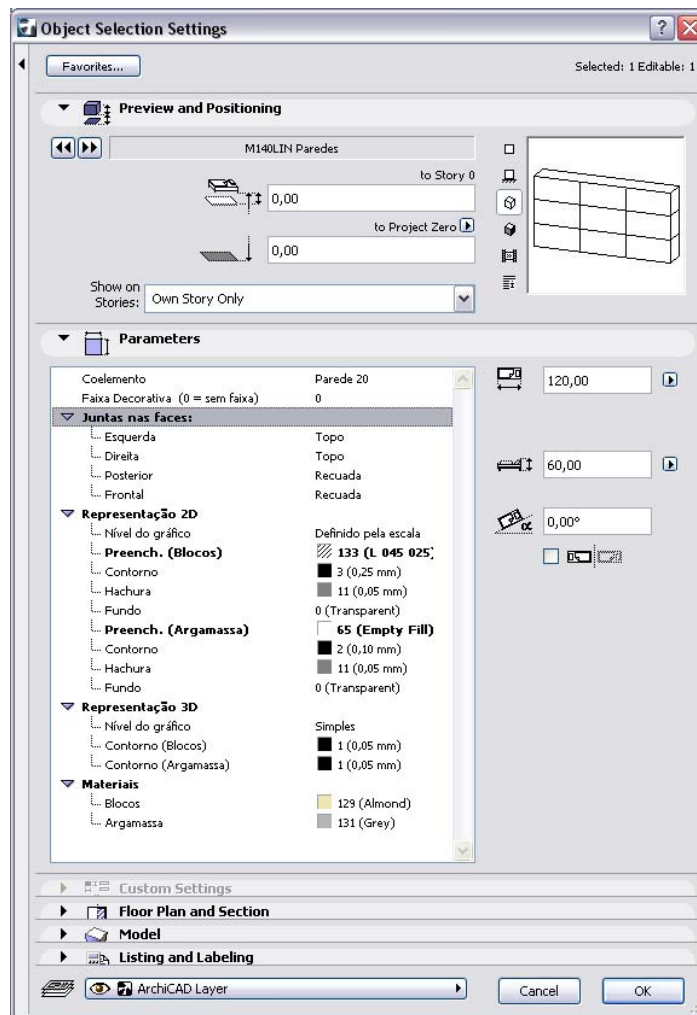 Object Selection Settings
Favorites...
Selected: 1 Editable: 1
Preview and Positioning
M140LIN Paredes
to Story 0
0,00
to Project Zero
0,00
Show on
Stories:
Own Story Only
Parameters
Coelemento Parede 20
Faixa Decorativa (0 = sem faixa) 0
Juntas nas faces:
Esquerda Topo
Direita Topo
Posterior Recuada
Frontal Recuada
Representação 2D
Nível do gráfico Definido pela escala
Preench. (Blocos) 133 (L 045 025)
Contorno 3 (0,25 mm)
Hachura 11 (0,05 mm)
Fundo 0 (Transparent)
Preench. (Argamassa) 65 (Empty Fill)
Contorno 2 (0,10 mm)
Hachura 11 (0,05 mm)
Fundo 0 (Transparent)
Representação 3D
Nível do gráfico Simples
Contorno (Blocos) 1 (0,05 mm)
Contorno (Argamassa) 1 (0,05 mm)
Materiais
Blocos 129 (Almond)
Argamassa 131 (Grey)
120,00
60,00
α 0,00°
Custom Settings
Floor Plan and Section
Model
Listing and Labeling
ArchiCAD Layer
Cancel
OK